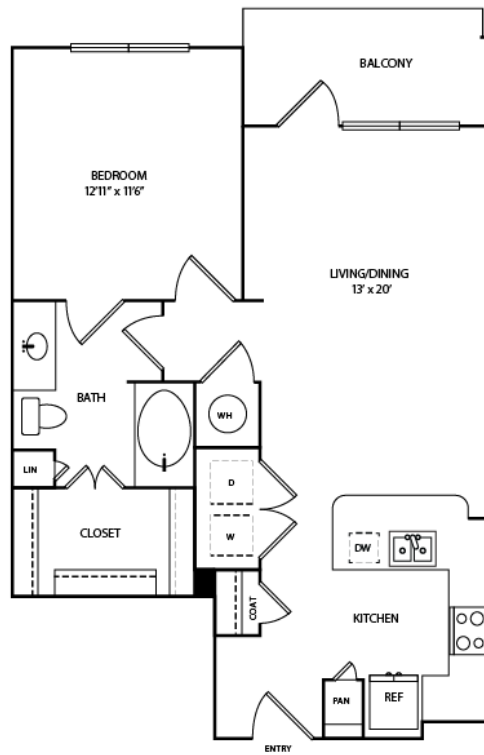 BALCONY
BEDROOM
12'11" x 11'6"
LIVING/DINING
13' x 20'
BATH
WH
LIN
D
CLOSET
W
DW
COAT
KITCHEN
PAN
REF
ENTRY